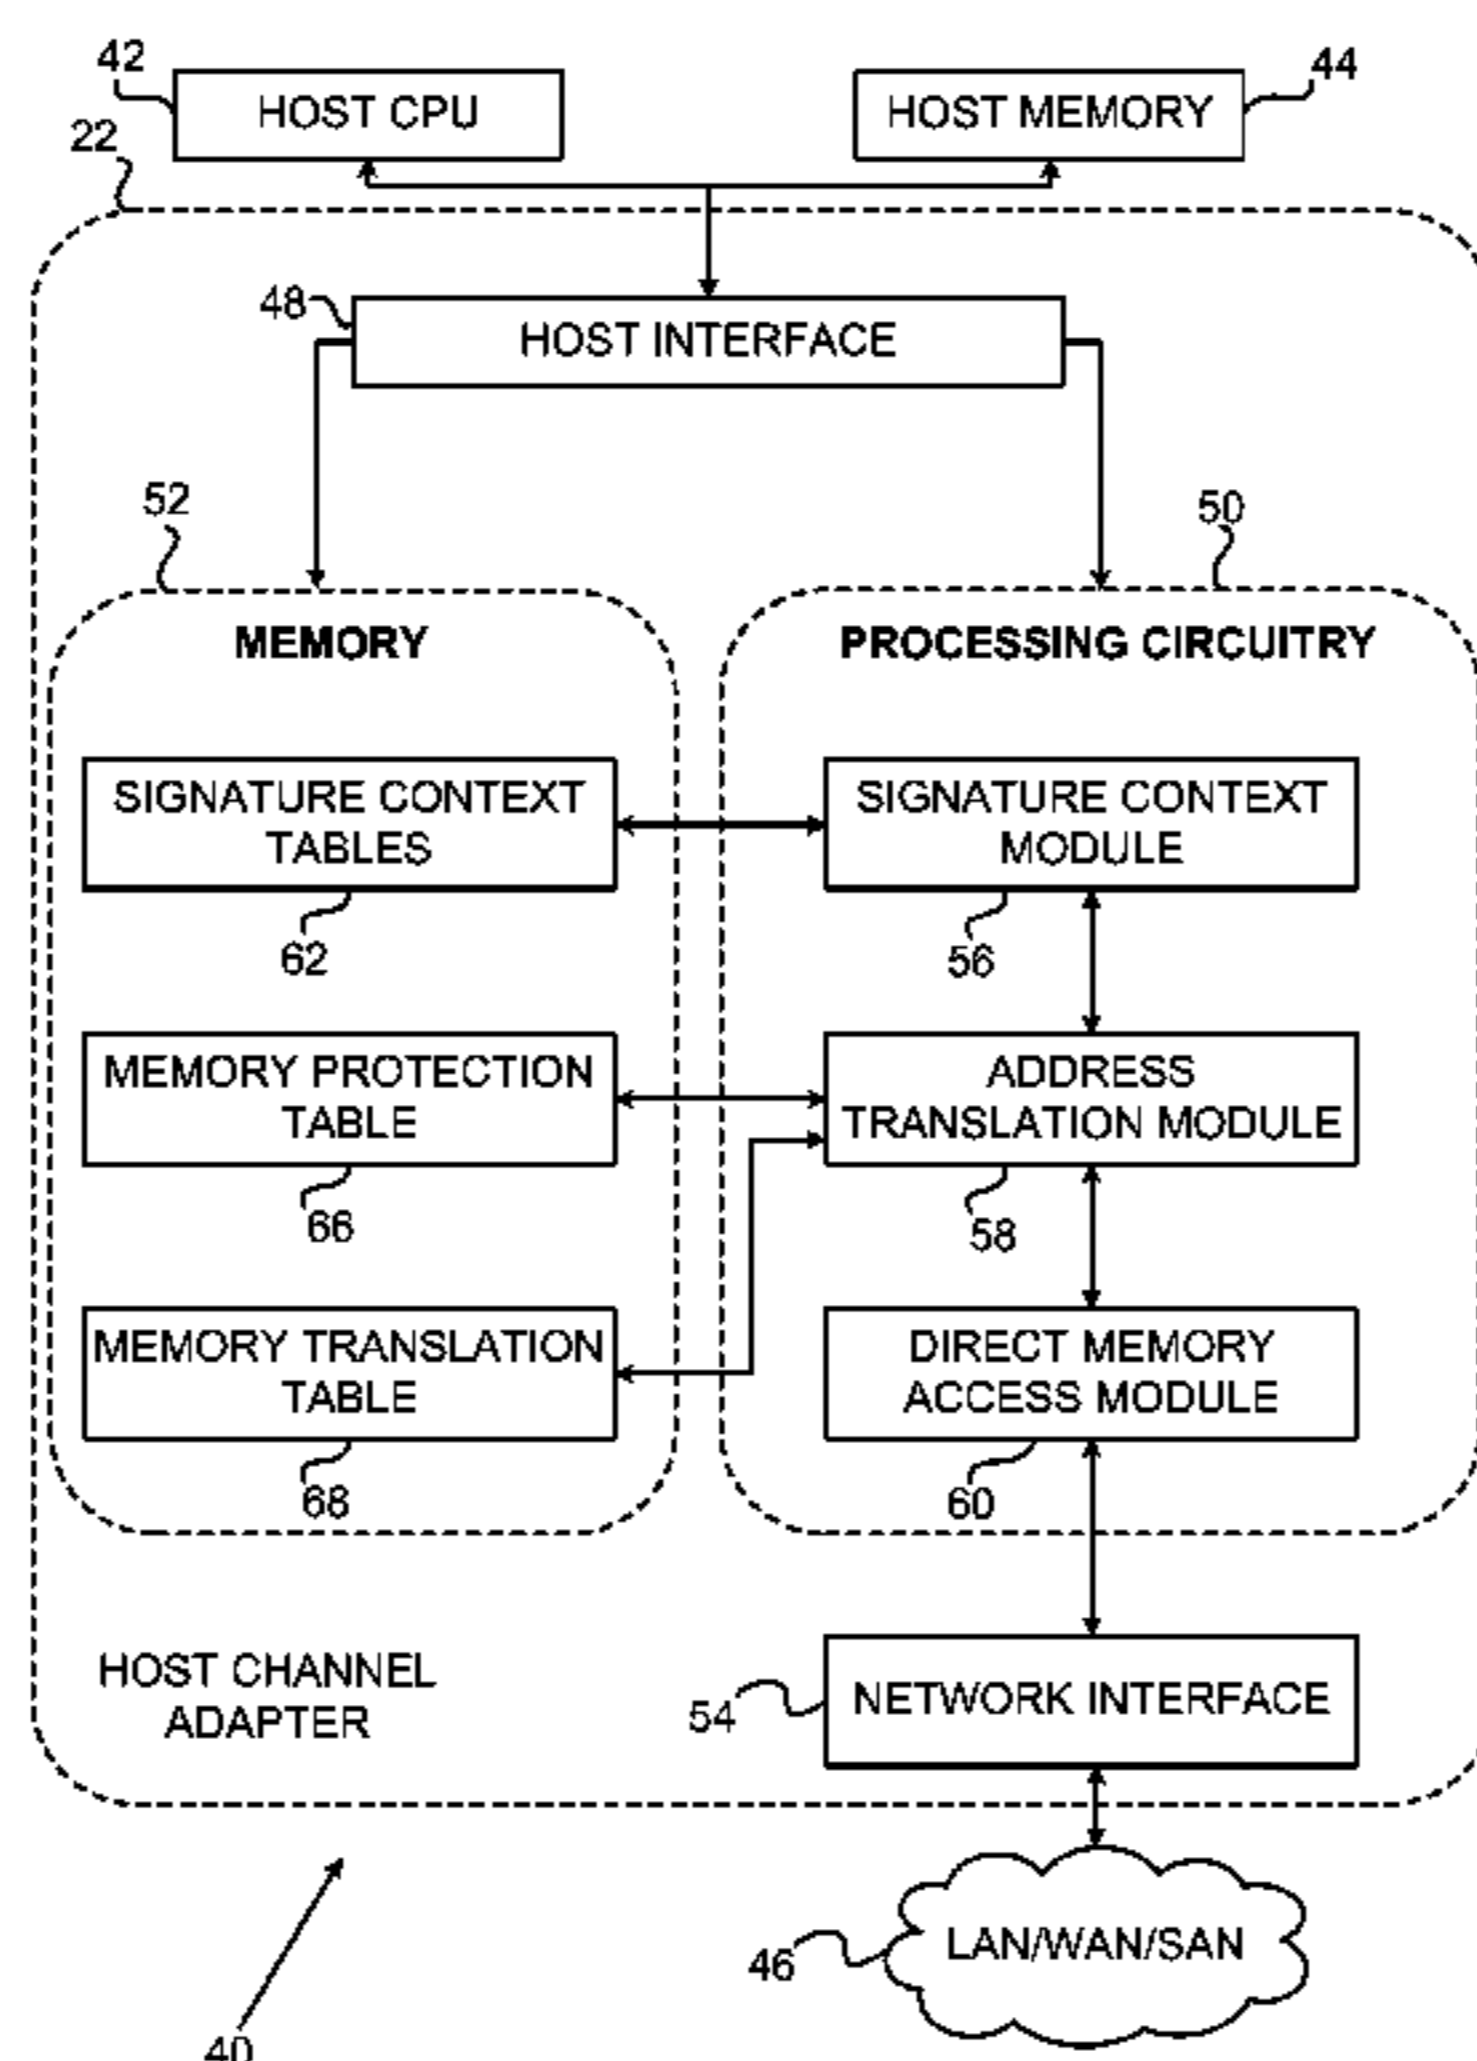 42
HOST CPU
HOST MEMORY
44
22
48
HOST INTERFACE
52
50
MEMORY
PROCESSING CIRCUITRY
SIGNATURE CONTEXT
TABLES
62
SIGNATURE CONTEXT
MODULE
56
MEMORY PROTECTION
TABLE
66
ADDRESS
TRANSLATION MODULE
58
MEMORY TRANSLATION
TABLE
68
DIRECT MEMORY
ACCESS MODULE
60
HOST CHANNEL
ADAPTER
54
NETWORK INTERFACE
46
LAN/WAN/SAN
40